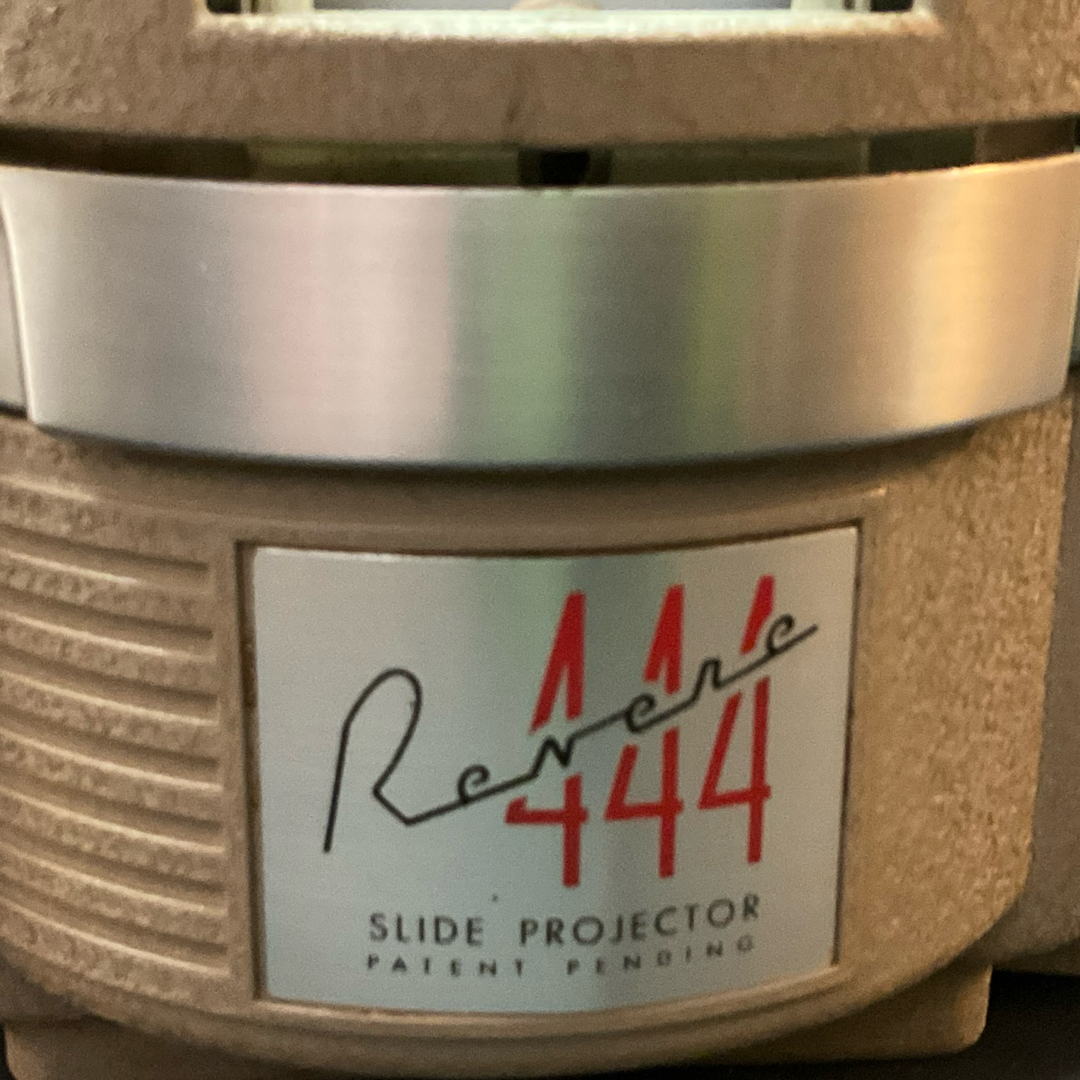 Revere
444
SLIDE PROJECTOR
PATENT PENDING